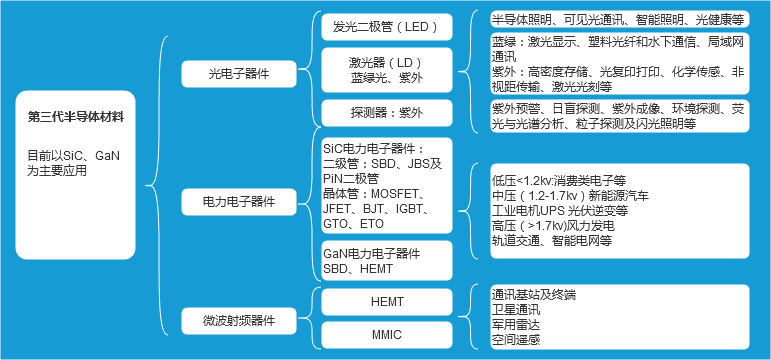 第三代半导体材料
目前以SiC、GaN
为主要应用
光电子器件
发光二极管（LED）
半导体照明、可见光通讯、智能照明、光健康等
激光器（LD）
蓝绿光、紫外
蓝绿：激光显示、塑料光纤和水下通信、局域网
通讯
紫外：高密度存储、光复印打印、化学传感、非
视距传输、激光光刻等
探测器：紫外
紫外预警、日盲探测、紫外成像、环境探测、荧
光与光谱分析、粒子探测及闪光照明等
电力电子器件
SiC电力电子器件：
二级管：SBD、JBS及
PiN二极管
晶体管：MOSFET、
JFET、BJT、IGBT、
GTO、ETO
GaN电力电子器件
SBD、HEMT
低压<1.2kv:消费类电子等
中压（1.2-1.7kv）新能源汽车
工业电机UPS 光伏逆变等
高压（>1.7kv)风力发电
轨道交通、智能电网等
微波射频器件
HEMT
MMIC
通讯基站及终端
卫星通讯
军用雷达
空间遥感